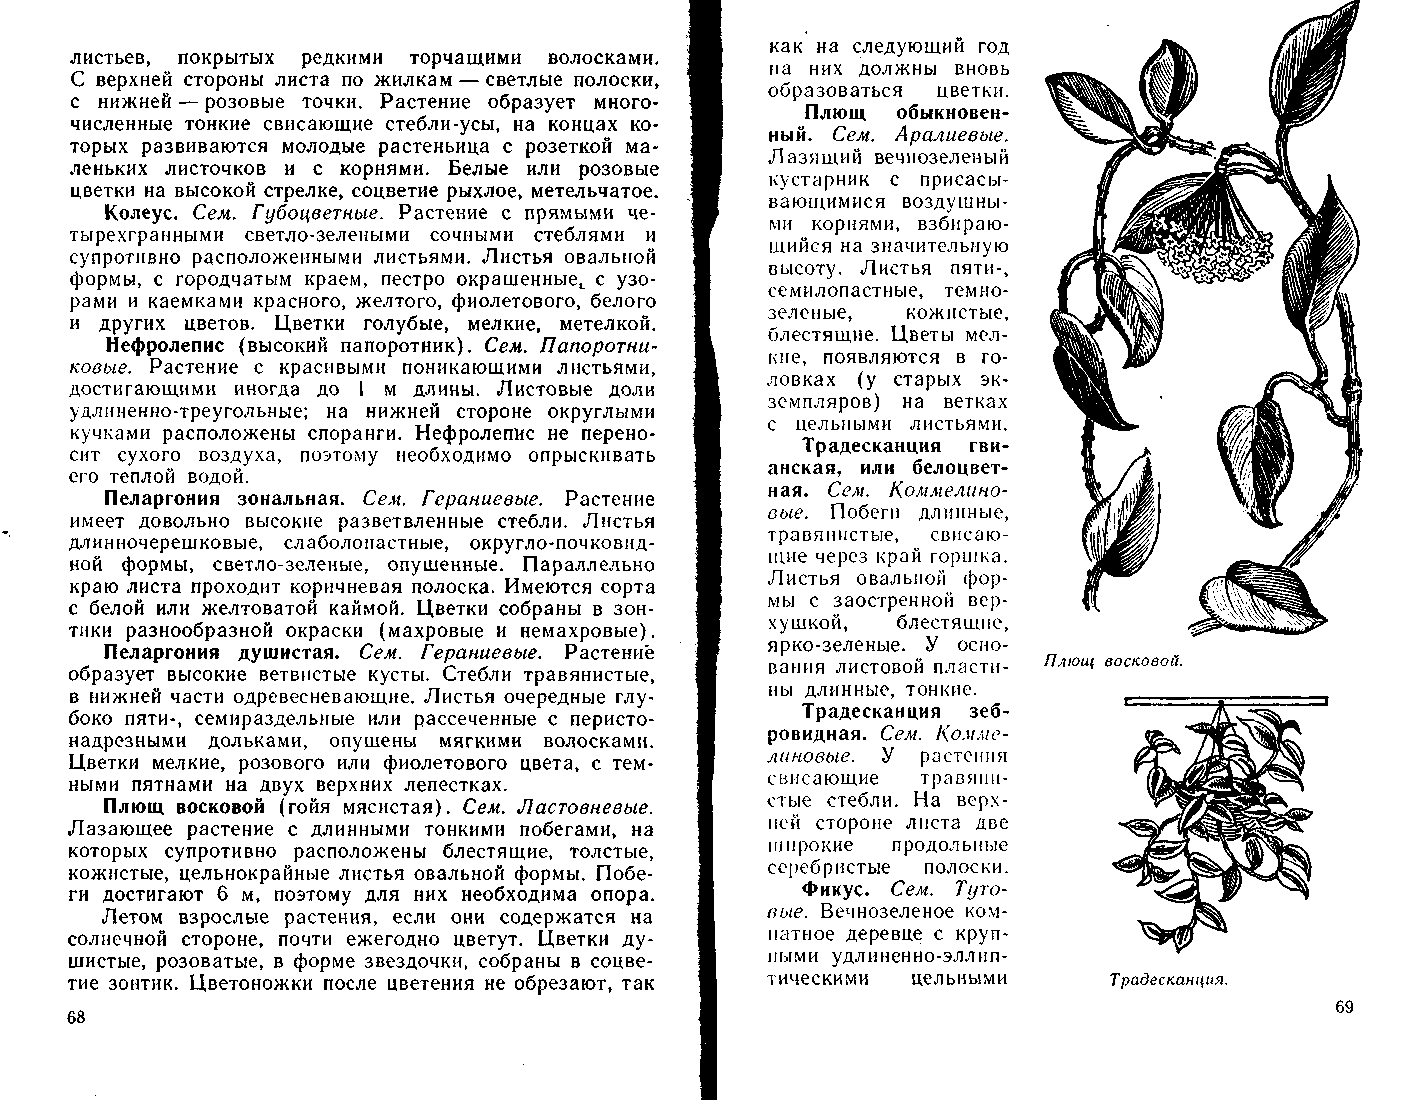 листьев, покрытых редкими торчащими волосками.
С верхней стороны листа по жилкам — светлые полоски,
с нижней — розовые точки. Растение образует много-
численные тонкие свисающие стебли-усы, на концах ко-
торых развиваются молодые растеньица с розеткой ма-
леньких листочков и с корнями. Белые или розовые
цветки на высокой стрелке, соцветие рыхлое, метельчатое.
Колеус. Сем. Губоцветные. Растение с прямыми че-
тырехгранными светло-зелеными сочными стеблями и
супротивно расположенными листьями. Листья овальной
формы, с городчатым краем, пестро окрашенные, с узо-
рами и каемками красного, желтого, фиолетового, белого
и других цветов. Цветки голубые, мелкие, метелкой.
Нефролепис (высокий папоротник). Сем. Папоротни-
ковые. Растение с красивыми поникающими листьями,
достигающими иногда до 1 м длины. Листовые доли
удлиненно-треугольные; на нижней стороне округлыми
кучками расположены споранги. Нефролепис не перено-
сит сухого воздуха, поэтому необходимо опрыскивать
его теплой водой.
Пеларгония зональная. Сем. Гераниевые. Растение
имеет довольно высокие разветвленные стебли. Листья
длинночерешковые, слаболопастные, округло-почковид-
ной формы, светло-зеленые, опушенные. Параллельно
краю листа проходит коричневая полоска. Имеются сорта
с белой или желтоватой каймой. Цветки собраны в зон-
тики разнообразной окраски (махровые и немахровые).
Пеларгония душистая. Сем. Гераниевые. Растение
образует высокие ветвистые кусты. Стебли травянистые,
в нижней части одревесневающие. Листья очередные глу-
боко пяти-, семираздельные или рассеченные с перисто-
надрезными дольками, опушены мягкими волосками.
Цветки мелкие, розового или фиолетового цвета, с тем-
ными пятнами на двух верхних лепестках.
Плющ восковой (гойя мясистая). Сем. Ластовневые.
Лазающее растение с длинными тонкими побегами, на
которых супротивно расположены блестящие, толстые,
кожистые, цельнокрайные листья овальной формы. Побе-
ги достигают 6 м, поэтому для них необходима опора.
Летом взрослые растения, если они содержатся на
солнечной стороне, почти ежегодно цветут. Цветки ду-
шистые, розоватые, в форме звездочки, собраны в соцве-
тие зонтик. Цветоножки после цветения не обрезают, так
68
как на следующий год
на них должны вновь
образоваться цветки.
Плющ обыкновен-
ный. Сем. Аралиевые.
Лазящий вечнозеленый
кустарник с присасы-
вающимися воздушны-
ми корнями, взбираю-
щийся на значительную
высоту. Листья пяти-,
семилопастные, темно-
зеленые, кожистые,
блестящие. Цветы мел-
кие, появляются в го-
ловках (у старых эк-
земпляров) на ветках
с цельными листьями.
Традесканция гви-
анская, или белоцвет-
ная. Сем. Коммелино-
вые. Побеги длинные,
травянистые, свисаю-
щие через край горшка.
Листья овальной фор-
мы с заостренной вер-
хушкой, блестящие,
ярко-зеленые. У осно-
вания листовой пласти-
ны длинные, тонкие.
Традесканция зеб-
ровидная. Сем. Комме-
линовые. У растения
свисающие травяни-
стые стебли. На верх-
ней стороне листа две
широкие продольные
серебристые полоски.
Фикус. Сем. Туто-
вые. Вечнозеленое ком-
натное деревце с круп-
ными удлиненно-эллип-
тическими цельными
Плющ восковой.
Традесканция.
69